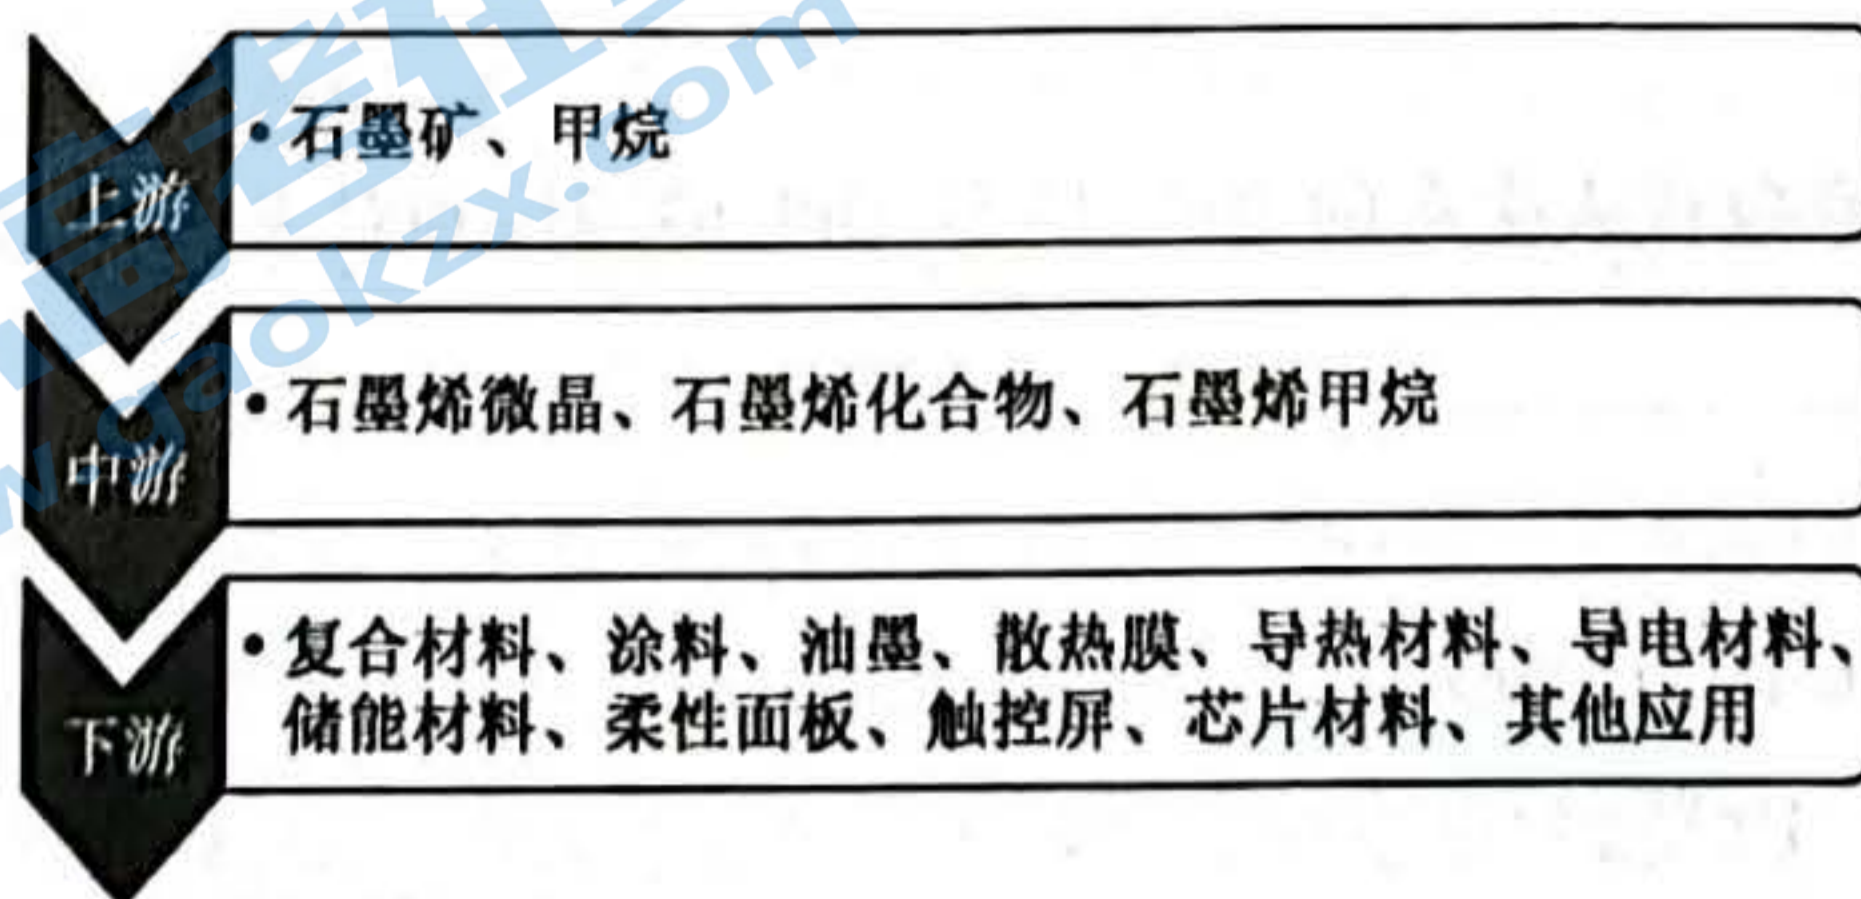 上游
• 石墨矿、甲烷
中游
• 石墨烯微晶、石墨烯化合物、石墨烯甲烷
下游
• 复合材料、涂料、油墨、散热膜、导热材料、导电材料、
储能材料、柔性面板、触控屏、芯片材料、其他应用
gaokzx.com